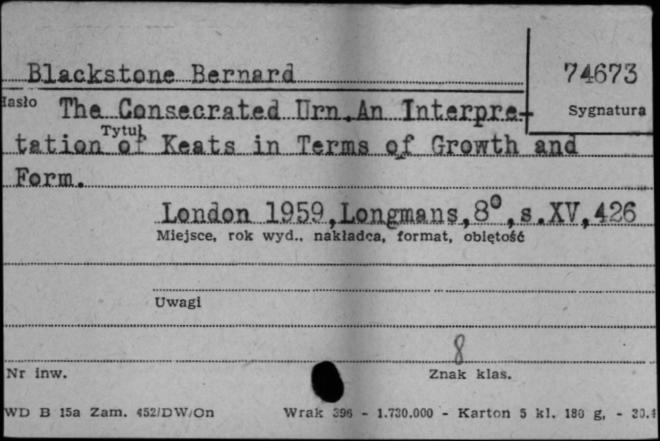 Blackstone Bernard
74673
Hasło
The Consecrated Urn.An Interpre-
Sygnatura
Tytuł
tation of Keats in Terms of Growth and
Form.
London 1959,Longmans,8⁰,s.XV,426
Miejsce, rok wyd., nakładca, format, objętość
Uwagi
8
Nr inw.
Znak klas.
WD B 15a Zam. 452/DW/On Wrak 396 - 1.730.000 - Karton 5 kl. 180 g, -